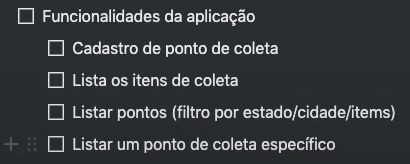 Funcionalidades da aplicação
Cadastro de ponto de coleta
Lista os itens de coleta
Listar pontos (filtro por estado/cidade/items)
Listar um ponto de coleta específico